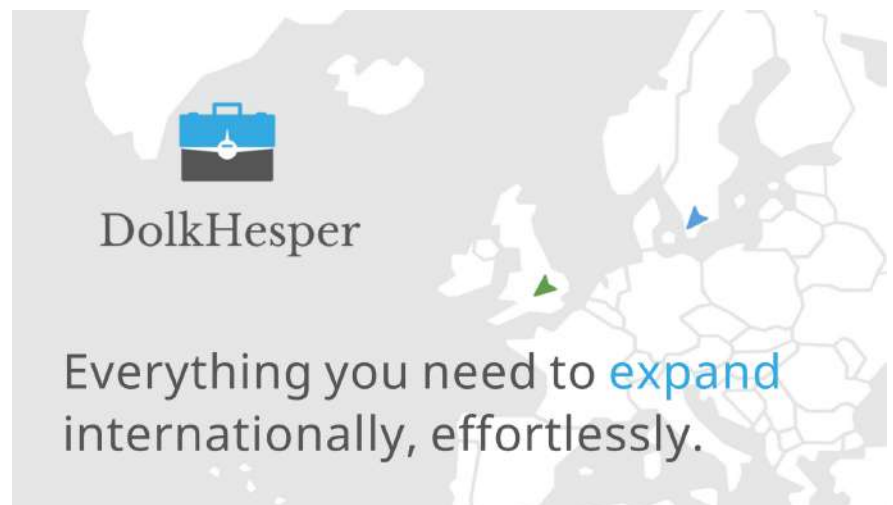 DolkHesper
Everything you need to expand
internationally, effortlessly.